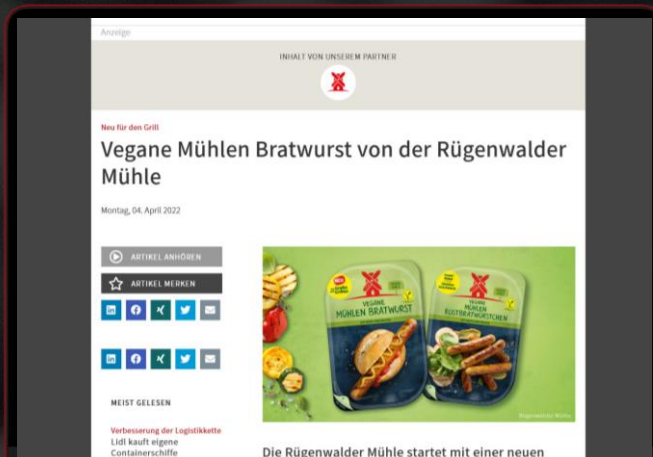 Anzeige
INHALT VON UNSEREM PARTNER
Neu für den Grill
Vegane Mühlen Bratwurst von der Rügenwalder
Mühle
Montag, 04. April 2022
ARTIKEL ANHÖREN
ARTIKEL MERKEN
MEIST GELESEN
Verbesserung der Logistikkette
Lidl kauft eigene
Containerschiffe
VEGANE
MÜHLEN BRATWURST
VEGANE
MÜHLEN
ROSTBRATWÜRSTCHEN
Rügenwalder Mühle
Die Rügenwalder Mühle startet mit einer neuen